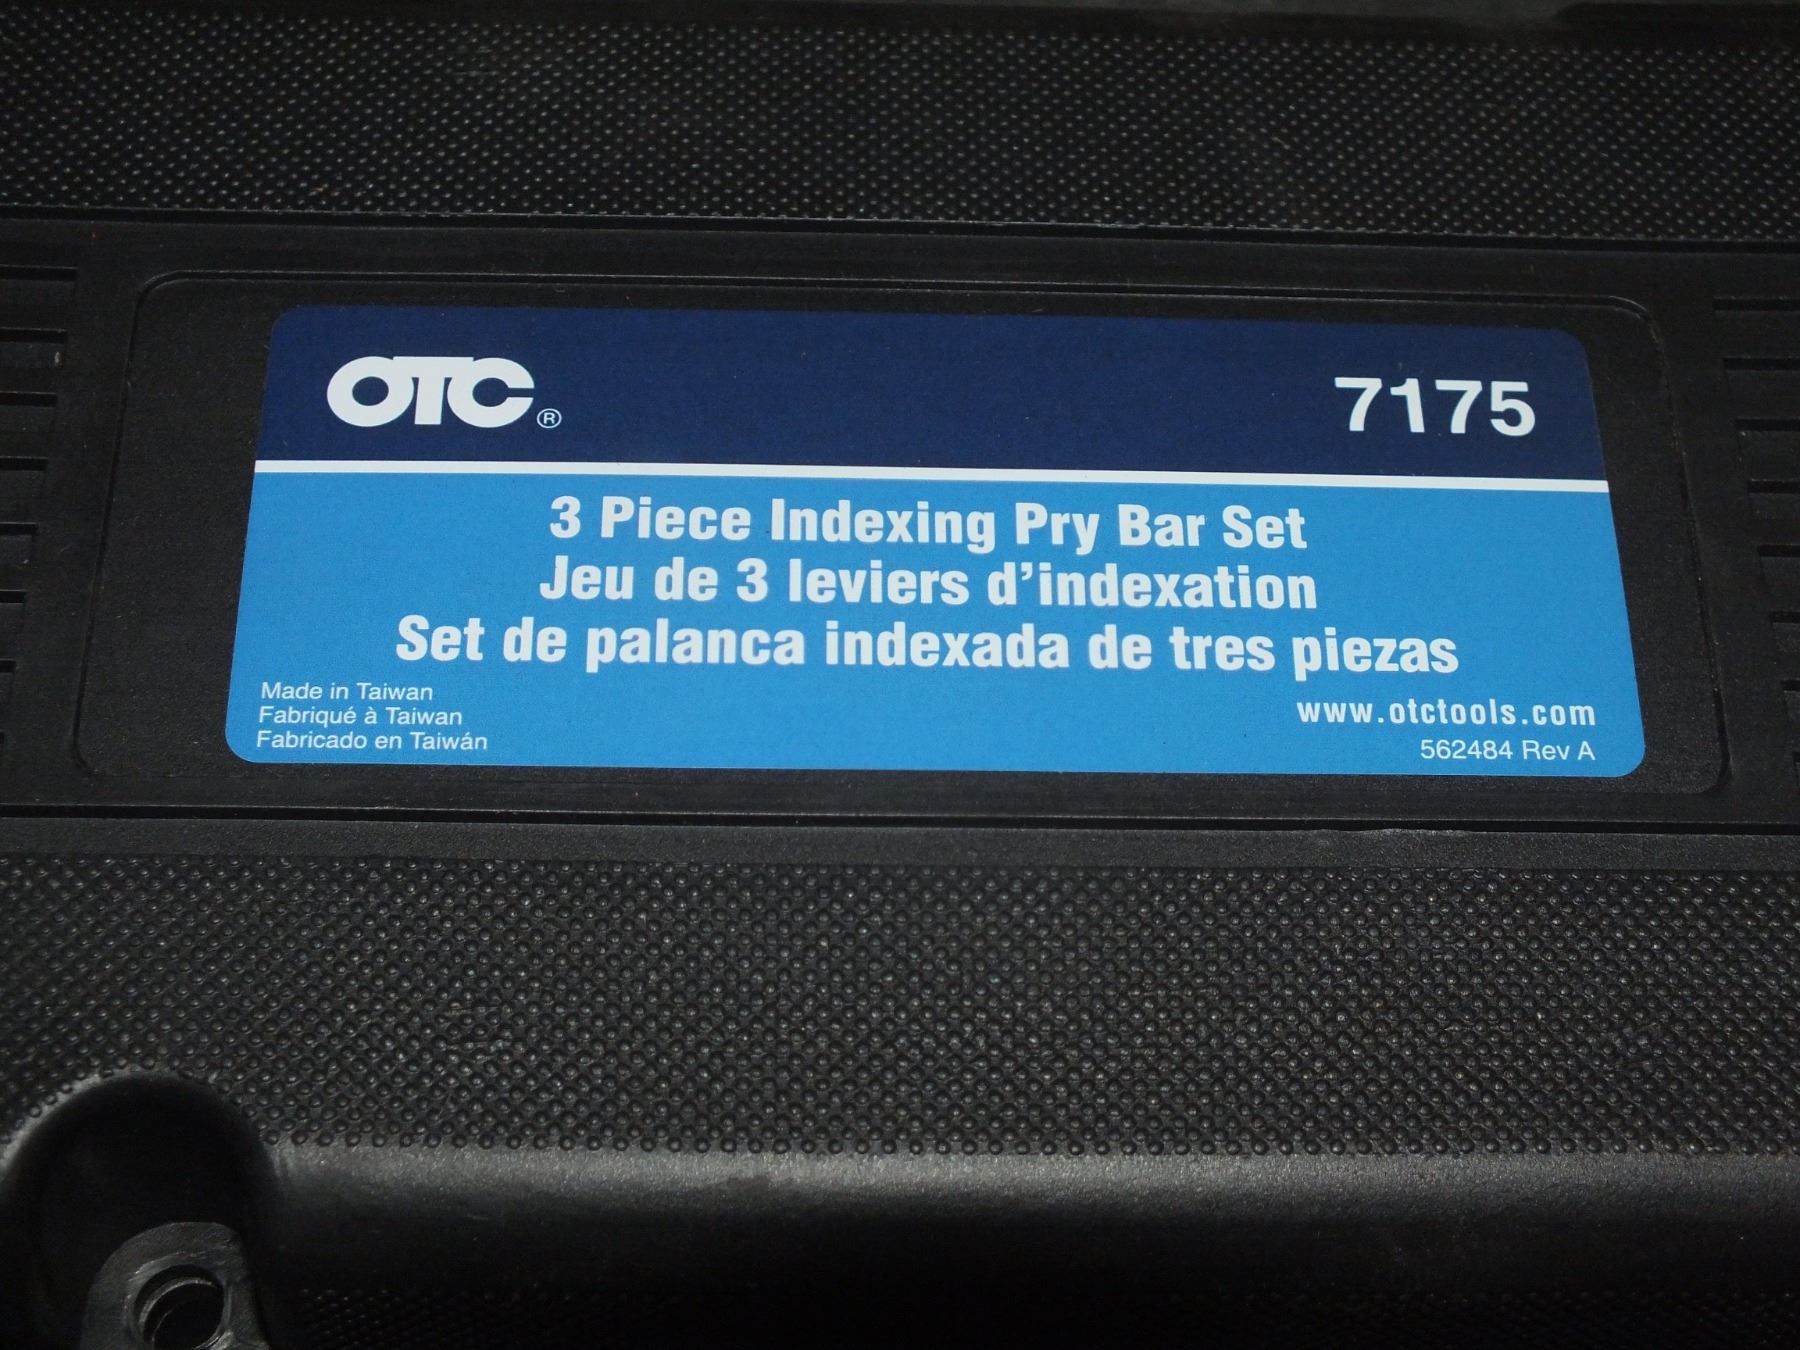 OTC® 7175
3 Piece Indexing Pry Bar Set
Jeu de 3 leviers d'indexation
Set de palanca indexada de tres piezas
Made in Taiwan
Fabriqué à Taiwan
Fabricado en Taiwán
www.otctools.com
562484 Rev A